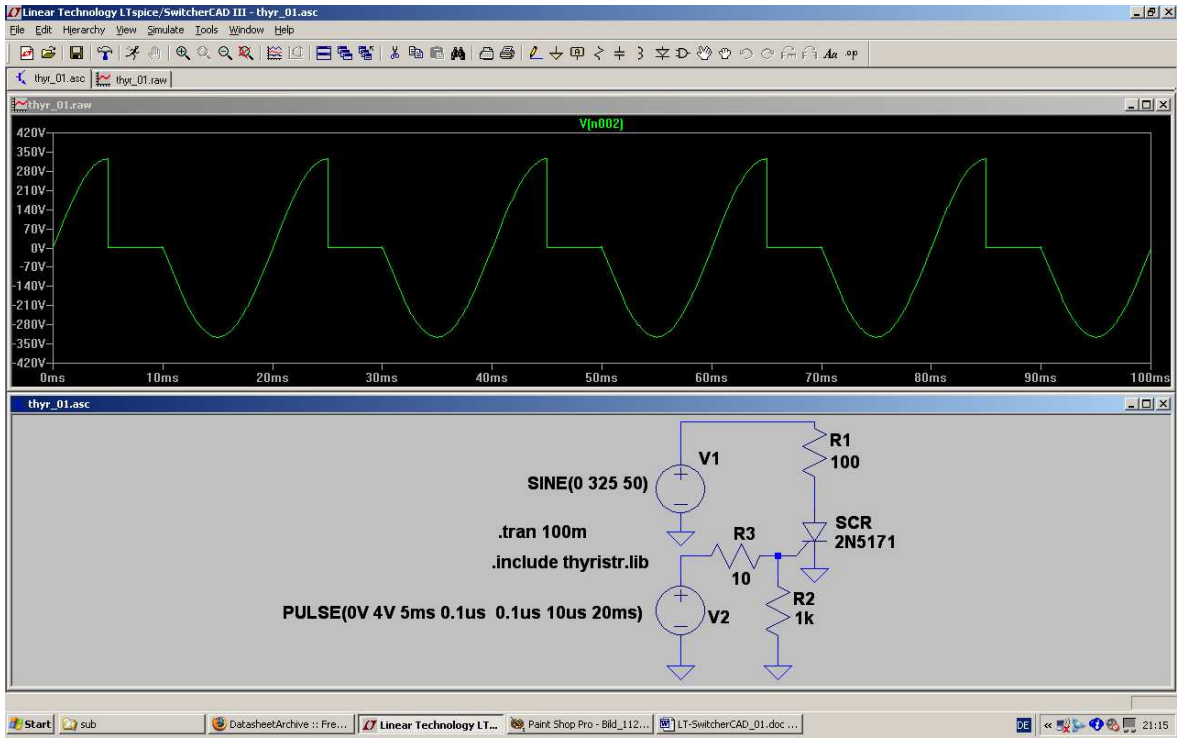 Linear Technology LTspice/SwitcherCAD III - thyr_01.asc
File Edit Hierarchy View Simulate Tools Window Help
Aa .op
thyr_01.asc thyr_01.raw
thyr_01.raw
V(n002)
420V
350V
280V
210V
140V
70V
0V
-70V
-140V
-210V
-280V
-350V
-420V
0ms 10ms 20ms 30ms 40ms 50ms 60ms 70ms 80ms 90ms 100ms
thyr_01.asc
R1
100
V1
SINE(0 325 50)
SCR
2N5171
.tran 100m
R3
.include thyristr.lib
10
R2
1k
PULSE(0V 4V 5ms 0.1us 0.1us 10us 20ms)
V2
Start sub DatasheetArchive :: Fre... Linear Technology LT... Paint Shop Pro - Bild_112... LT-SwitcherCAD_01.doc ... DE « 21:15